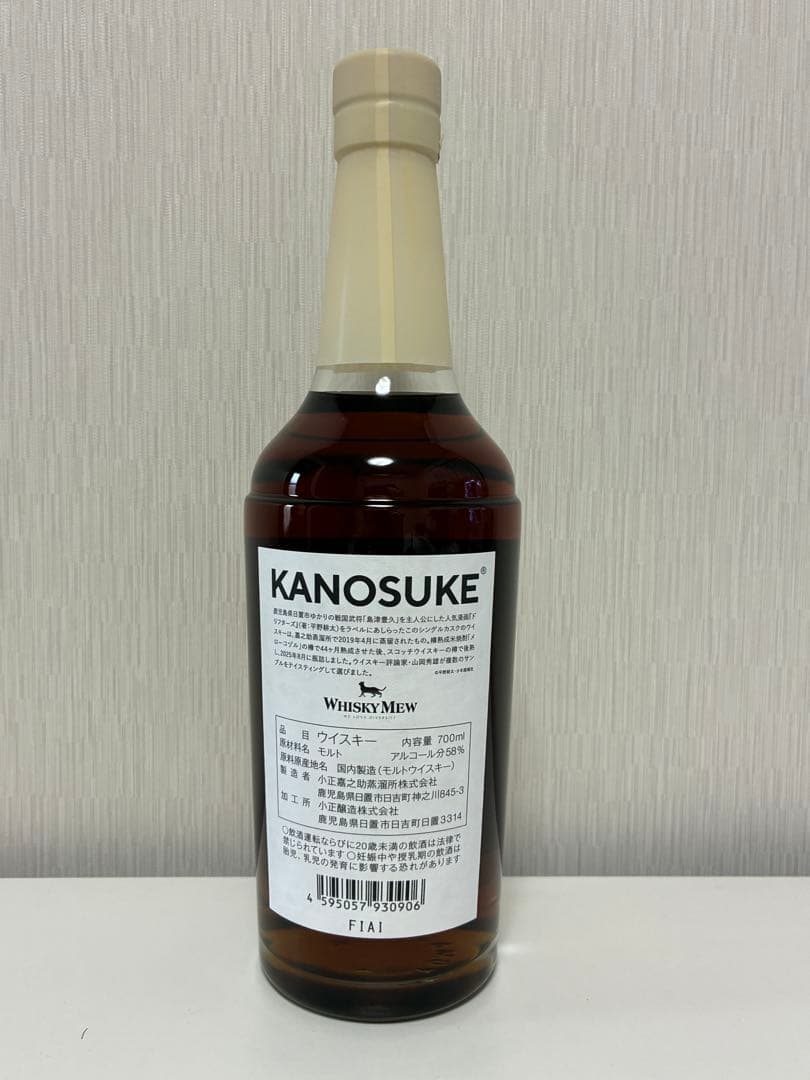 KANOSUKE®
鹿児島県日置市ゆかりの戦国武将「島津豊久」を主人公にした人気漫画『ド
リフターズ』(著:平野耕太)をラベルにあしらったこのシングルカスクのウイ
スキーは、嘉之助蒸溜所で2019年4月に蒸留されたもの。樽熟成米焼酎「メ
ローコヅル」の樽で44ヶ月熟成させた後、スコッチウイスキーの樽で後熟
し、2025年8月に瓶詰しました。ウイスキー評論家・山岡秀雄が複数のサン
プルをテイスティングして選びました。
©平野耕太・少年画報社
WHISKY MEW
WE LOVE DIVERSITY
品目 ウイスキー 内容量 700ml
原材料名 モルト アルコール分58%
原料原産地名 国内製造(モルトウイスキー)
製造者 小正嘉之助蒸溜所株式会社
鹿児島県日置市日吉町神之川845-3
加工所 小正醸造株式会社
鹿児島県日置市日吉町日置3314
○飲酒運転ならびに20歳未満の飲酒は法律で
禁じられています ○妊娠中や授乳期の飲酒は
胎児、乳児の発育に影響する恐れがあります
4 595057 930906
FIAI